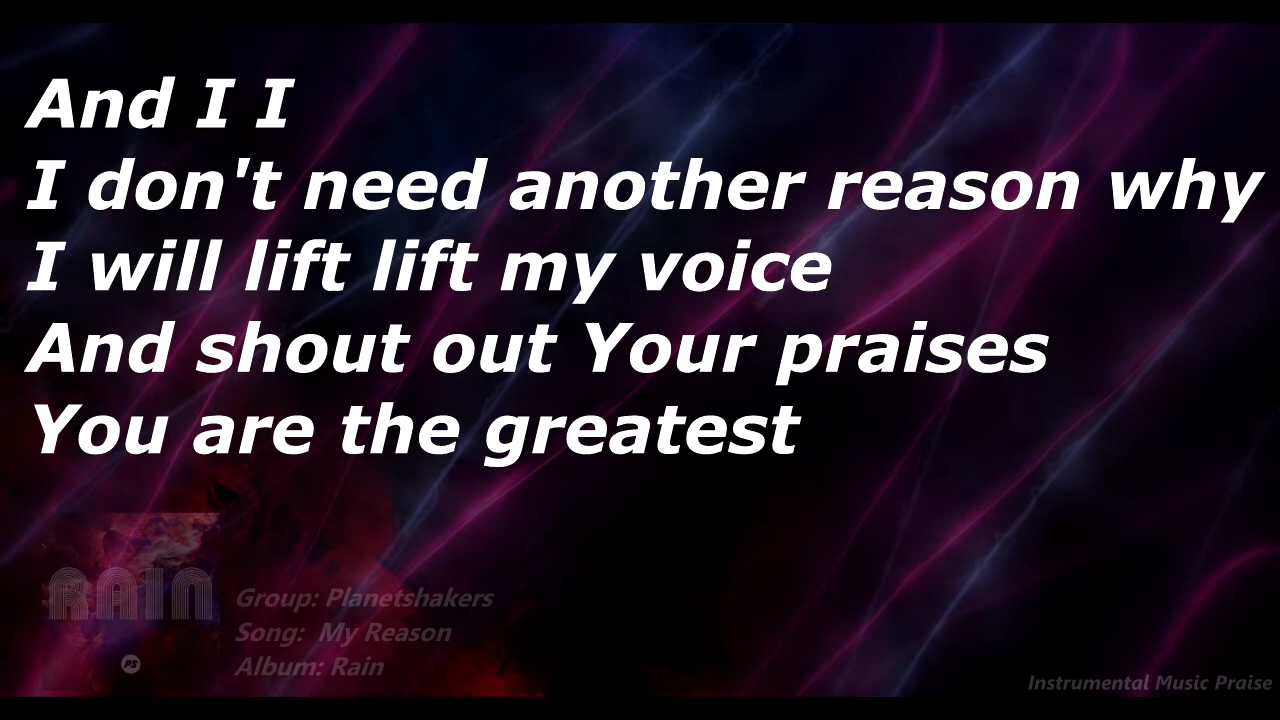 And I I
I don't need another reason why
I will lift lift my voice
And shout out Your praises
You are the greatest
RAIN
PS
Group: Planetshakers
Song: My Reason
Album: Rain
Instrumental Music Praise